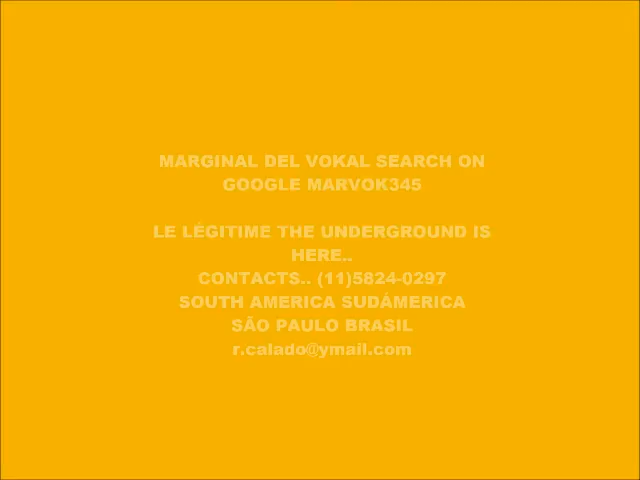 MARGINAL DEL VOKAL SEARCH ON
GOOGLE MARVOK345
LE LÉGITIME THE UNDERGROUND IS
HERE..
CONTACTS.. (11)5824-0297
SOUTH AMERICA SUDÁMERICA
SÃO PAULO BRASIL
r.calado@ymail.com